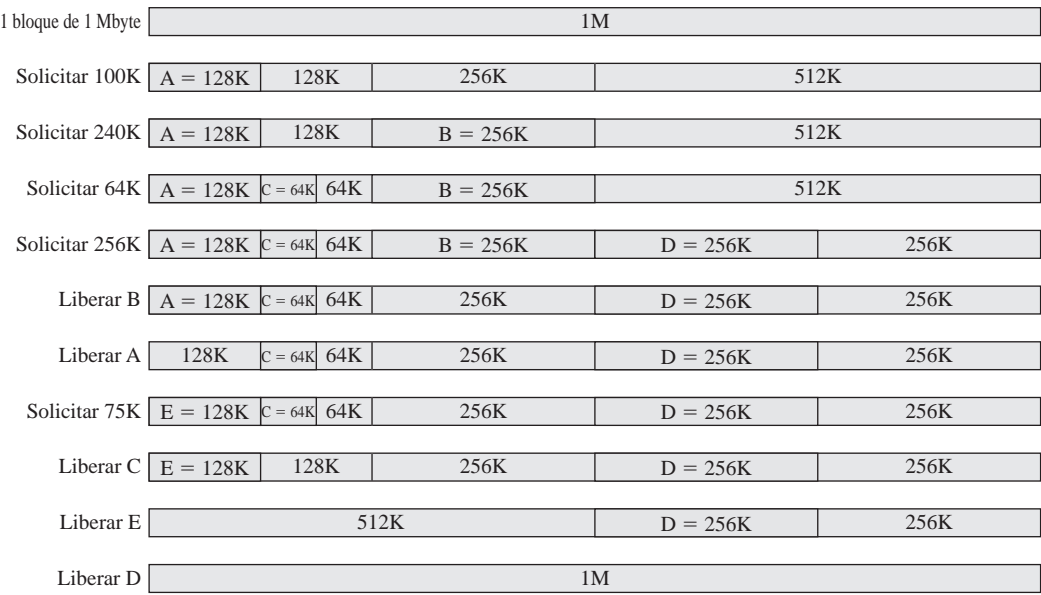 1 bloque de 1 Mbyte 1M
Solicitar 100K A = 128K 128K 256K 512K
Solicitar 240K A = 128K 128K B = 256K 512K
Solicitar 64K A = 128K C = 64K 64K B = 256K 512K
Solicitar 256K A = 128K C = 64K 64K B = 256K D = 256K 256K
Liberar B A = 128K C = 64K 64K 256K D = 256K 256K
Liberar A 128K C = 64K 64K 256K D = 256K 256K
Solicitar 75K E = 128K C = 64K 64K 256K D = 256K 256K
Liberar C E = 128K 128K 256K D = 256K 256K
Liberar E 512K D = 256K 256K
Liberar D 1M